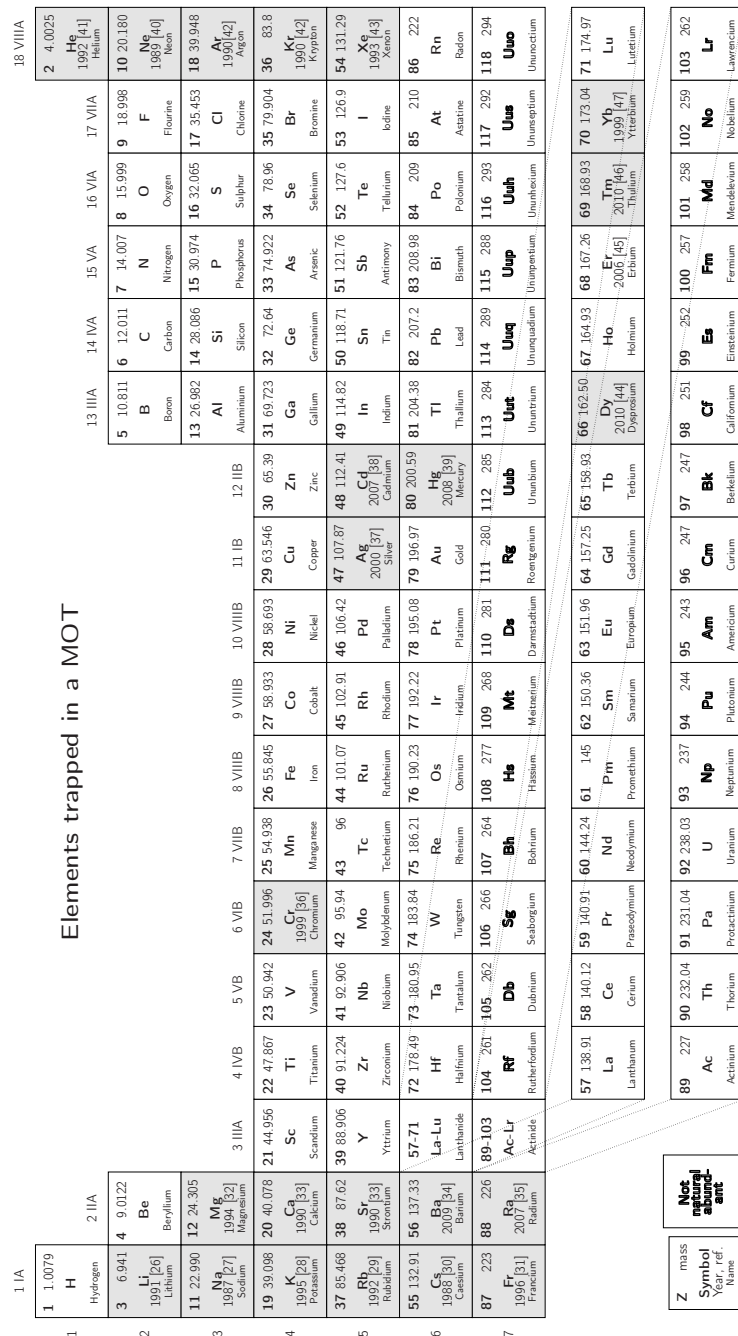 Elements trapped in a MOT
1 IA 18 VIIIA
1 1.0079 2 4.0025
1 H He
1992 [41]
Hydrogen Helium
2 IIA 13 IIIA 14 IVA 15 VA 16 VIA 17 VIIA
3 6.941 4 9.0122 5 10.811 6 12.011 7 14.007 8 15.999 9 18.998 10 20.180
2 Li Be B C N O F Ne
1991 [26] 1989 [40]
Lithium Beryllium Boron Carbon Nitrogen Oxygen Flourine Neon
11 22.990 12 24.305 13 26.982 14 28.086 15 30.974 16 32.065 17 35.453 18 39.948
3 Na Mg Al Si P S Cl Ar
1987 [27] 1994 [32] 1990[42]
Sodium Magnesium Aluminium Silicon Phosphorus Sulphur Chlorine Argon
3 IIIA 4 IVB 5 VB 6 VIB 7 VIIB 8 VIIIB 9 VIIIB 10 VIIIB 11 IB 12 IIB
19 39.098 20 40.078 21 44.956 22 47.867 23 50.942 24 51.996 25 54.938 26 55.845 27 58.933 28 58.693 29 63.546 30 65.39 31 69.723 32 72.64 33 74.922 34 78.96 35 79.904 36 83.8
4 K Ca Sc Ti V Cr Mn Fe Co Ni Cu Zn Ga Ge As Se Br Kr
1995 [28] 1990 [33] 1999 [36] 1990 [42]
Potassium Calcium Scandium Titanium Vanadium Chromium Manganese Iron Cobalt Nickel Copper Zinc Gallium Germanium Arsenic Selenium Bromine Krypton
37 85.468 38 87.62 39 88.906 40 91.224 41 92.906 42 95.94 43 96 44 101.07 45 102.91 46 106.42 47 107.87 48 112.41 49 114.82 50 118.71 51 121.76 52 127.6 53 126.9 54 131.29
5 Rb Sr Y Zr Nb Mo Tc Ru Rh Pd Ag Cd In Sn Sb Te I Xe
1992 [29] 1990 [33] 2000 [37] 2007 [38] 1993 [43]
Rubidium Strontium Yttrium Zirconium Niobium Molybdenum Technetium Ruthenium Rhodium Palladium Silver Cadmium Indium Tin Antimony Tellurium Iodine Xenon
55 132.91 56 137.33 57-71 72 178.49 73 180.95 74 183.84 75 186.21 76 190.23 77 192.22 78 195.08 79 196.97 80 200.59 81 204.38 82 207.2 83 208.98 84 209 85 210 86 222
6 Cs Ba La-Lu Hf Ta W Re Os Ir Pt Au Hg Tl Pb Bi Po At Rn
1988 [30] 2009 [34] 2008 [39]
Caesium Barium Lanthanide Halfnium Tantalum Tungsten Rhenium Osmium Iridium Platinum Gold Mercury Thallium Lead Bismuth Polonium Astatine Radon
87 223 88 226 89-103 104 261 105 262 106 266 107 264 108 277 109 268 110 281 111 280 112 285 113 284 114 289 115 288 116 293 117 292 118 294
7 Fr Ra Ac-Lr Rf Db Sg Bh Hs Mt Ds Rg Uub Uut Uuq Uup Uuh Uus Uuo
1996 [31] 2007 [35]
Francium Radium Actinide Rutherfordium Dubnium Seaborgium Bohrium Hassium Meitnerium Darmstadtium Roentgenium Ununbium Ununtrium Ununquadium Ununpentium Ununhexium Ununseptium Ununoctium
57 138.91 58 140.12 59 140.91 60 144.24 61 145 62 150.36 63 151.96 64 157.25 65 158.93 66 162.50 67 164.93 68 167.26 69 168.93 70 173.04 71 174.97
La Ce Pr Nd Pm Sm Eu Gd Tb Dy Ho Er Tm Yb Lu
2010 [44] 2006 [45] 2010 [46] 1999 [47]
Lanthanum Cerium Praseodymium Neodymium Promethium Samarium Europium Gadolinium Terbium Dysprosium Holmium Erbium Thulium Ytterbium Lutetium
Z mass
Symbol
Year, ref.
Name
Not
natural
abund-
ant
89 227 90 232.04 91 231.04 92 238.03 93 237 94 244 95 243 96 247 97 247 98 251 99 252 100 257 101 258 102 259 103 262
Ac Th Pa U Np Pu Am Cm Bk Cf Es Fm Md No Lr
Actinium Thorium Protactinium Uranium Neptunium Plutonium Americium Curium Berkelium Californium Einsteinium Fermium Mendelevium Nobelium Lawrencium